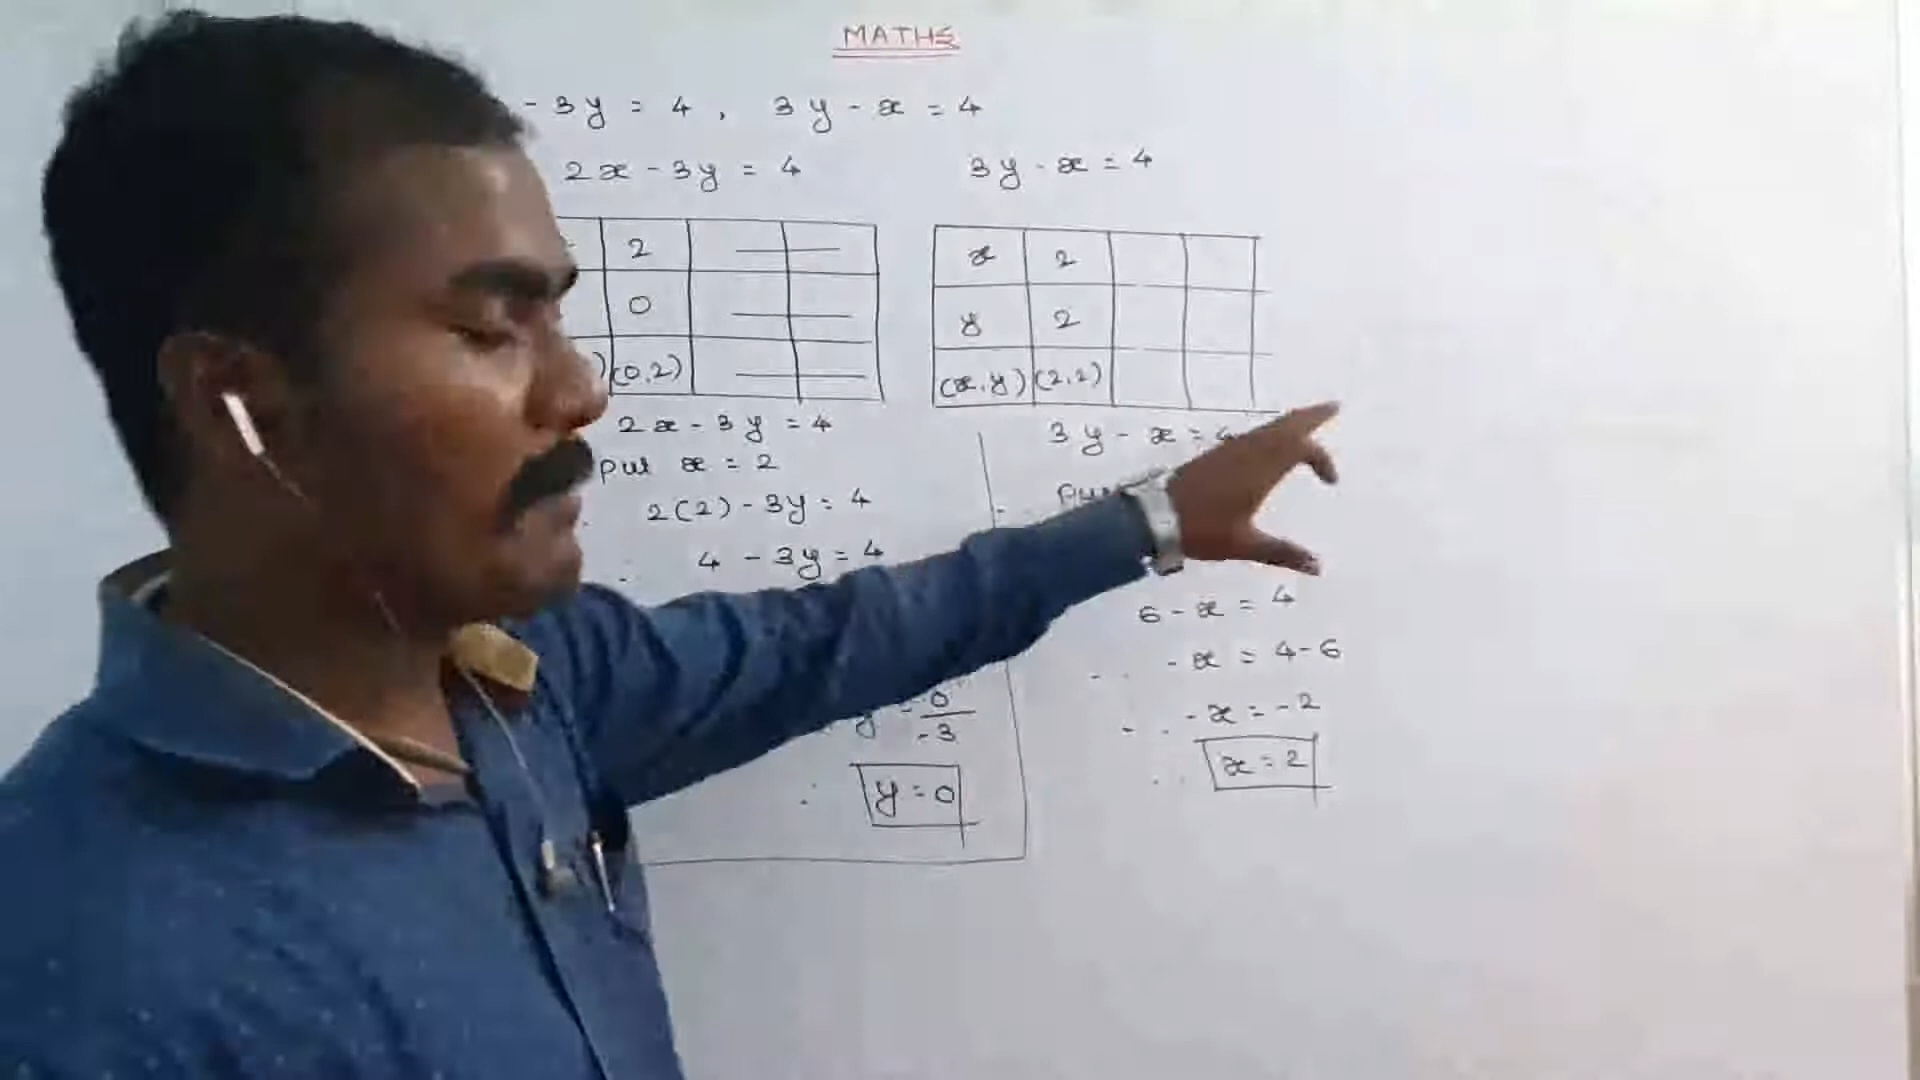 MATHS
- 3y = 4 , 3y - x = 4
2x - 3y = 4
2
0
(0,2)
2x - 3y = 4
put x = 2
2(2) - 3y = 4
4 - 3y = 4
y = 0/-3
∴ y = 0
3y - x = 4
x 2
y 2
(x,y) (2,2)
3y - x = 4
6 - x = 4
∴ -x = 4-6
∴ -x = -2
∴ x = 2